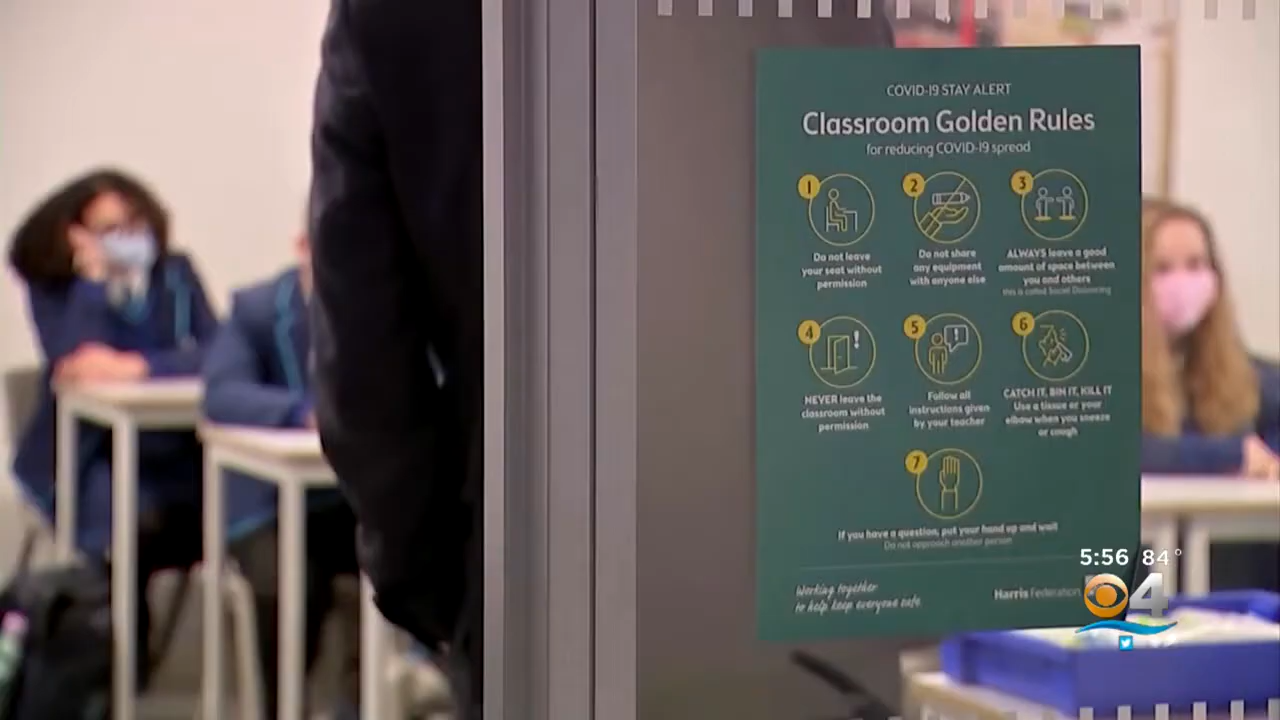 COVID-19 STAY ALERT
Classroom Golden Rules
for reducing COVID-19 spread
1
2
3
Do not leave
your seat without
permission
Do not share
any equipment
with anyone else
ALWAYS leave a good
amount of space between
you and others
this is called Social Distancing
4
5
6
NEVER leave the
classroom without
permission
Follow all
instructions given
by your teacher
CATCH IT, BIN IT, KILL IT
Use a tissue or your
elbow when you sneeze
or cough
7
If you have a question, put your hand up and wait
Do not approach another person
Working together
to help keep everyone safe
Harris Federation
5:56 84°
4